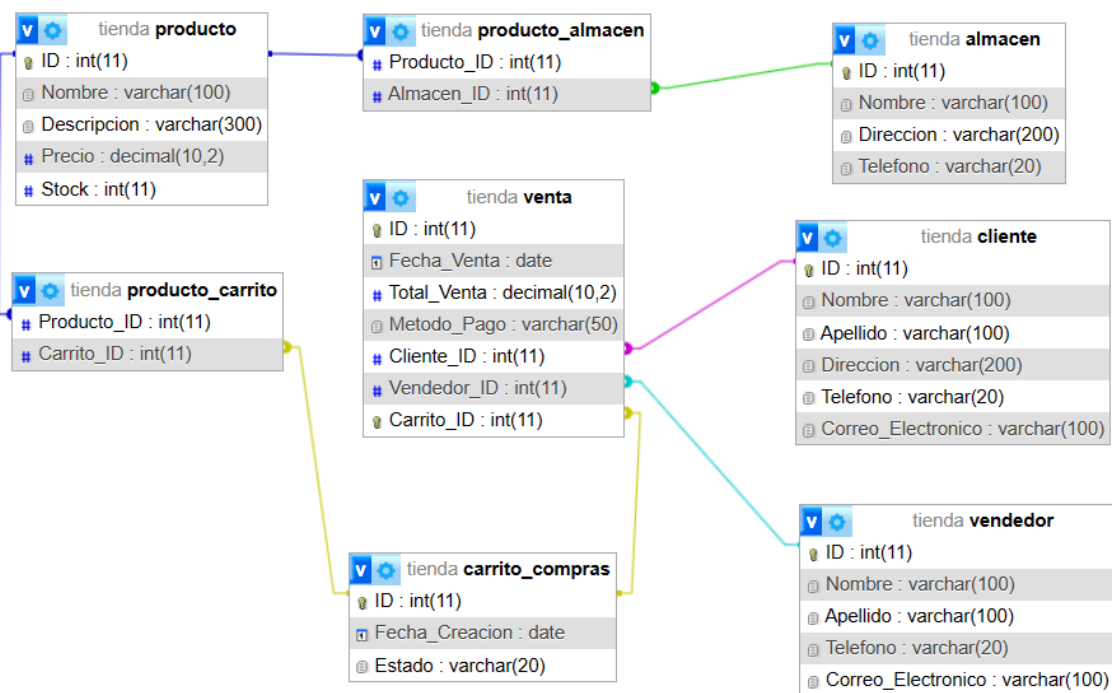 tienda producto
ID : int(11)
Nombre : varchar(100)
Descripcion : varchar(300)
Precio : decimal(10,2)
Stock : int(11)
tienda producto_almacen
Producto_ID : int(11)
Almacen_ID : int(11)
tienda almacen
ID : int(11)
Nombre : varchar(100)
Direccion : varchar(200)
Telefono : varchar(20)
tienda venta
ID : int(11)
Fecha_Venta : date
Total_Venta : decimal(10,2)
Metodo_Pago : varchar(50)
Cliente_ID : int(11)
Vendedor_ID : int(11)
Carrito_ID : int(11)
tienda cliente
ID : int(11)
Nombre : varchar(100)
Apellido : varchar(100)
Direccion : varchar(200)
Telefono : varchar(20)
Correo_Electronico : varchar(100)
tienda producto_carrito
Producto_ID : int(11)
Carrito_ID : int(11)
tienda carrito_compras
ID : int(11)
Fecha_Creacion : date
Estado : varchar(20)
tienda vendedor
ID : int(11)
Nombre : varchar(100)
Apellido : varchar(100)
Telefono : varchar(20)
Correo_Electronico : varchar(100)